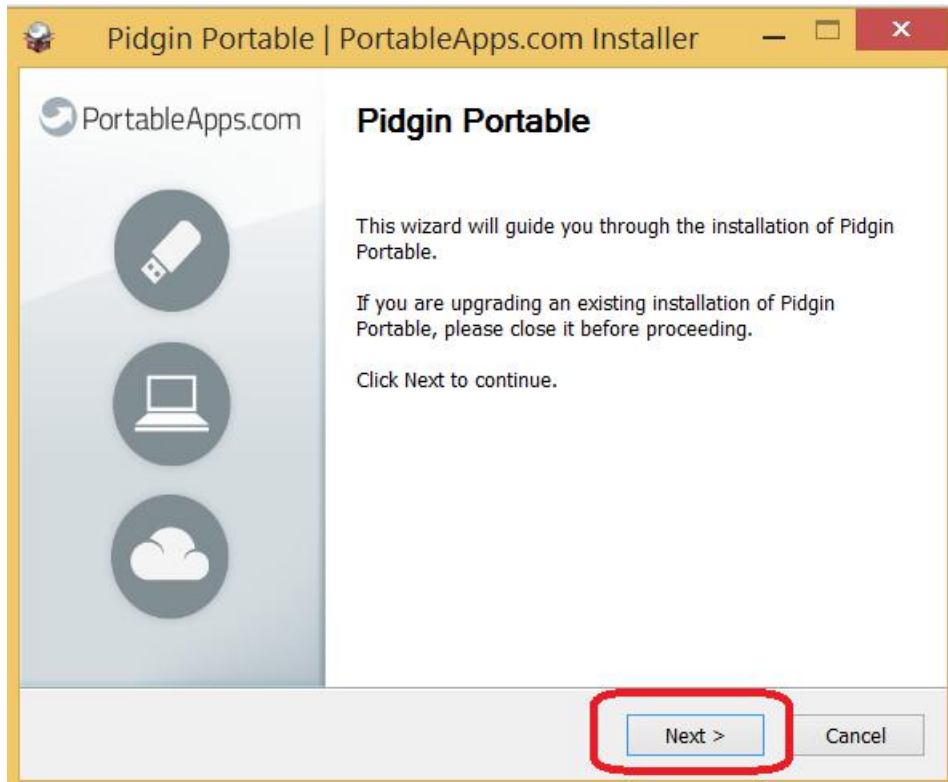 Pidgin Portable | PortableApps.com Installer
PortableApps.com
Pidgin Portable
This wizard will guide you through the installation of Pidgin
Portable.
If you are upgrading an existing installation of Pidgin
Portable, please close it before proceeding.
Click Next to continue.
Next >
Cancel